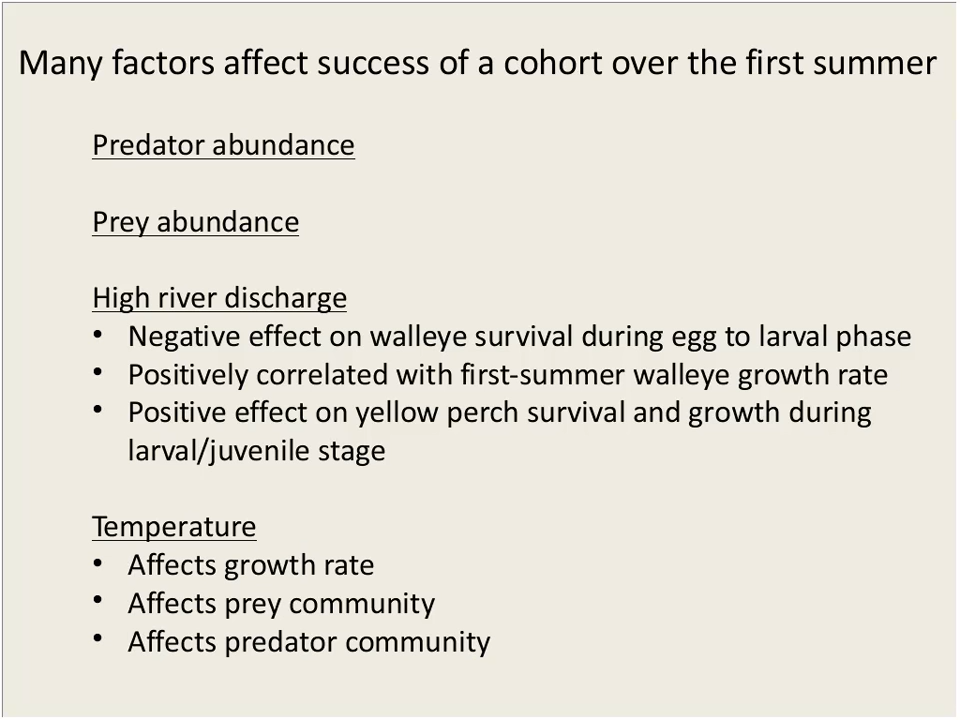 Many factors affect success of a cohort over the first summer
Predator abundance
Prey abundance
High river discharge
• Negative effect on walleye survival during egg to larval phase
• Positively correlated with first-summer walleye growth rate
• Positive effect on yellow perch survival and growth during
larval/juvenile stage
Temperature
• Affects growth rate
• Affects prey community
• Affects predator community